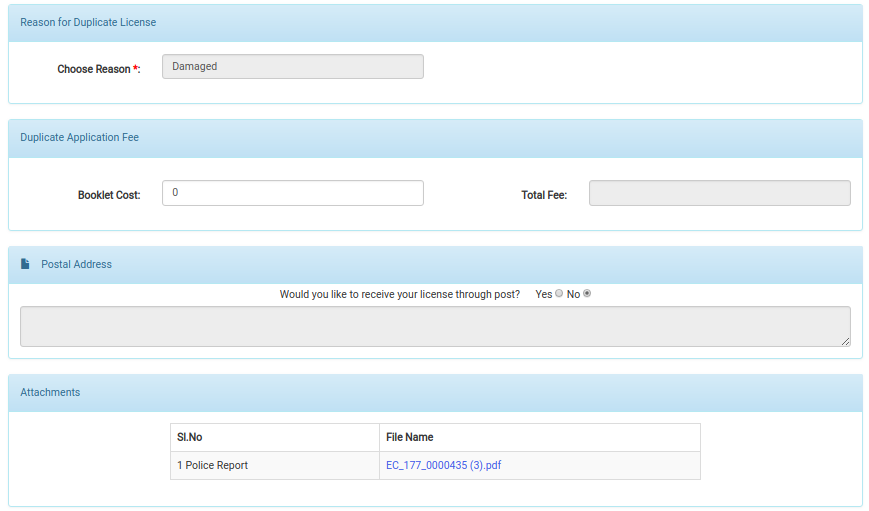 Reason for Duplicate License
Choose Reason *: Damaged
Duplicate Application Fee
Booklet Cost: 0 Total Fee:
Postal Address
Would you like to receive your license through post? Yes No
Attachments
Sl.No File Name
1 Police Report EC_177_0000435 (3).pdf